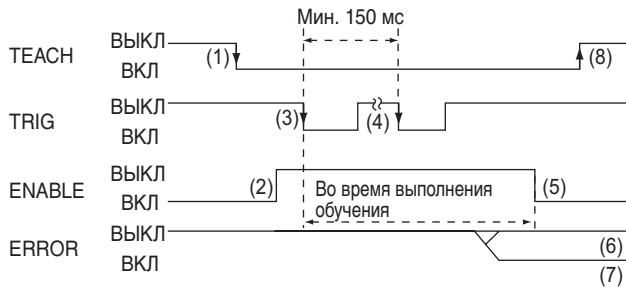 Мин. 150 мс
TEACH
ВЫКЛ
ВКЛ
(1)
(8)
TRIG
ВЫКЛ
ВКЛ
(3)
(4)
ENABLE
ВЫКЛ
ВКЛ
(2)
Во время выполнения
обучения
(5)
ERROR
ВЫКЛ
ВКЛ
(6)
(7)